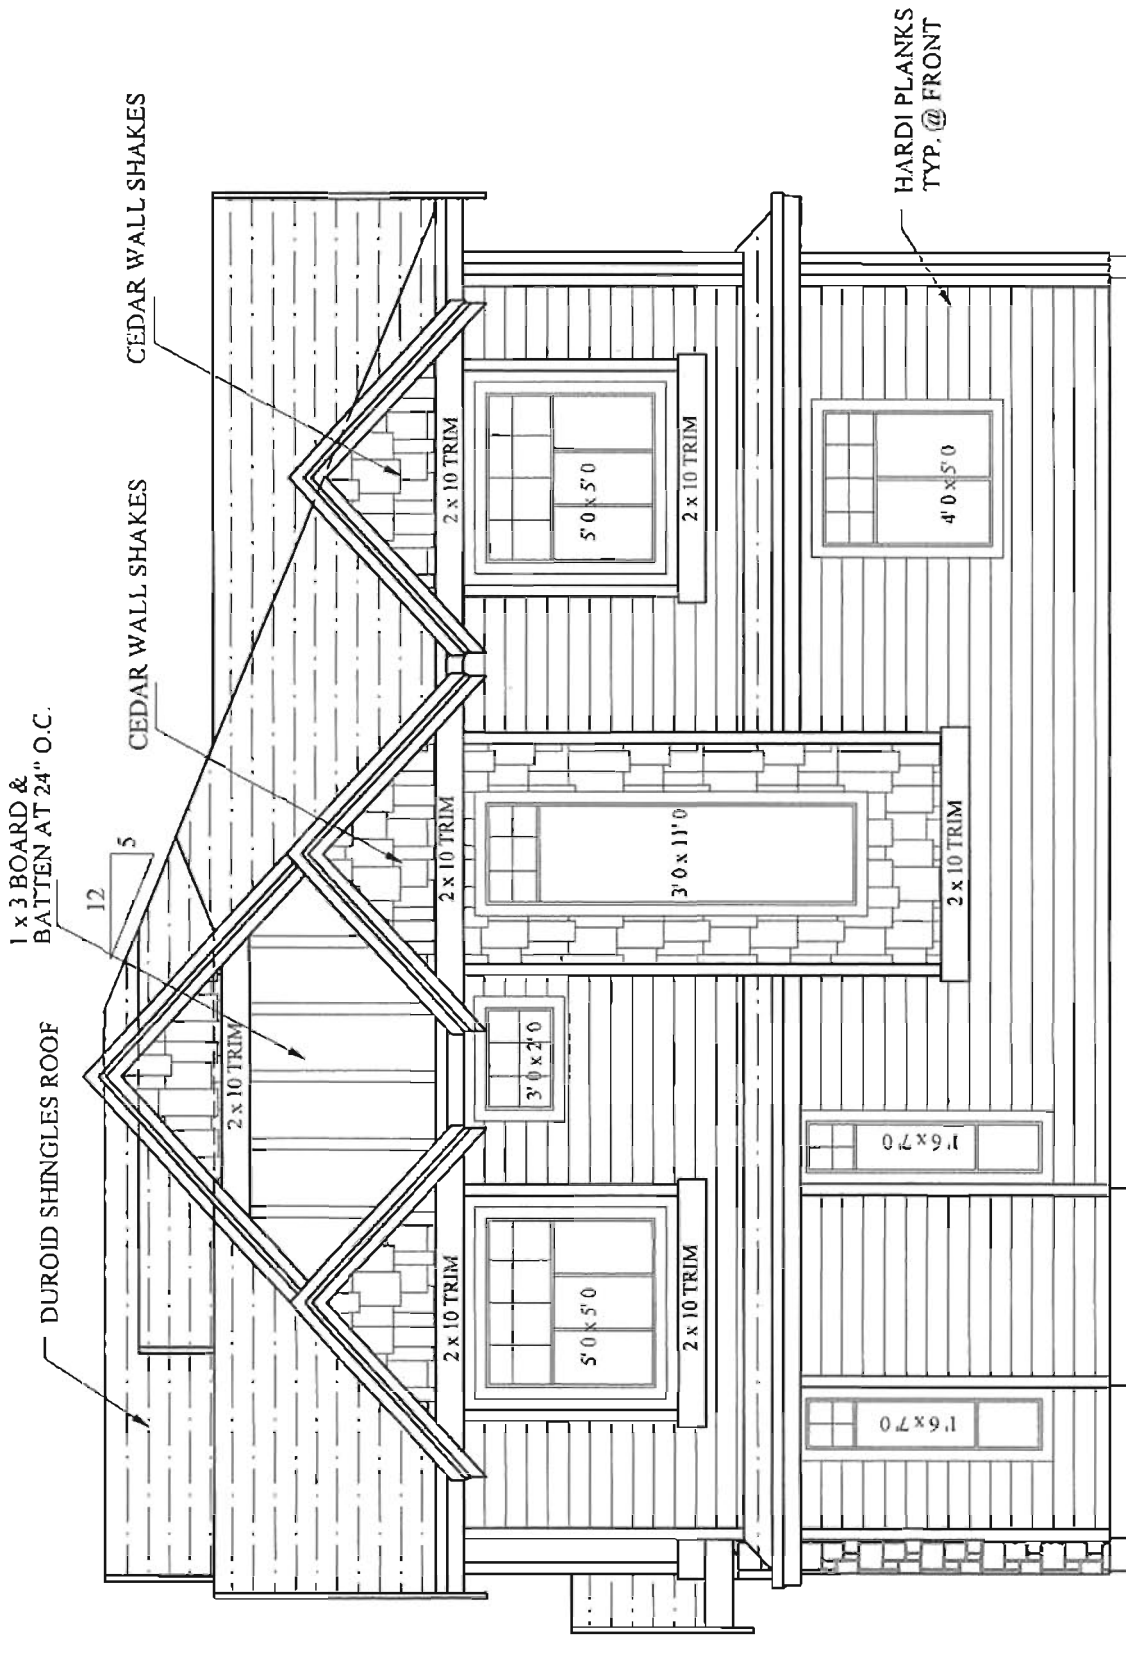 DUROID SHINGLES ROOF
1 x 3 BOARD &
BATTEN AT 24" O.C.
12
5
CEDAR WALL SHAKES
CEDAR WALL SHAKES
2 x 10 TRIM
2 x 10 TRIM
2 x 10 TRIM
2 x 10 TRIM
5' 0 x 5' 0
3' 0 x 2' 0
3' 0 x 11' 0
5' 0 x 5' 0
2 x 10 TRIM
2 x 10 TRIM
2 x 10 TRIM
1' 6 x 7' 0
1' 6 x 7' 0
4' 0 x 5' 0
HARDI PLANKS
TYP. @ FRONT